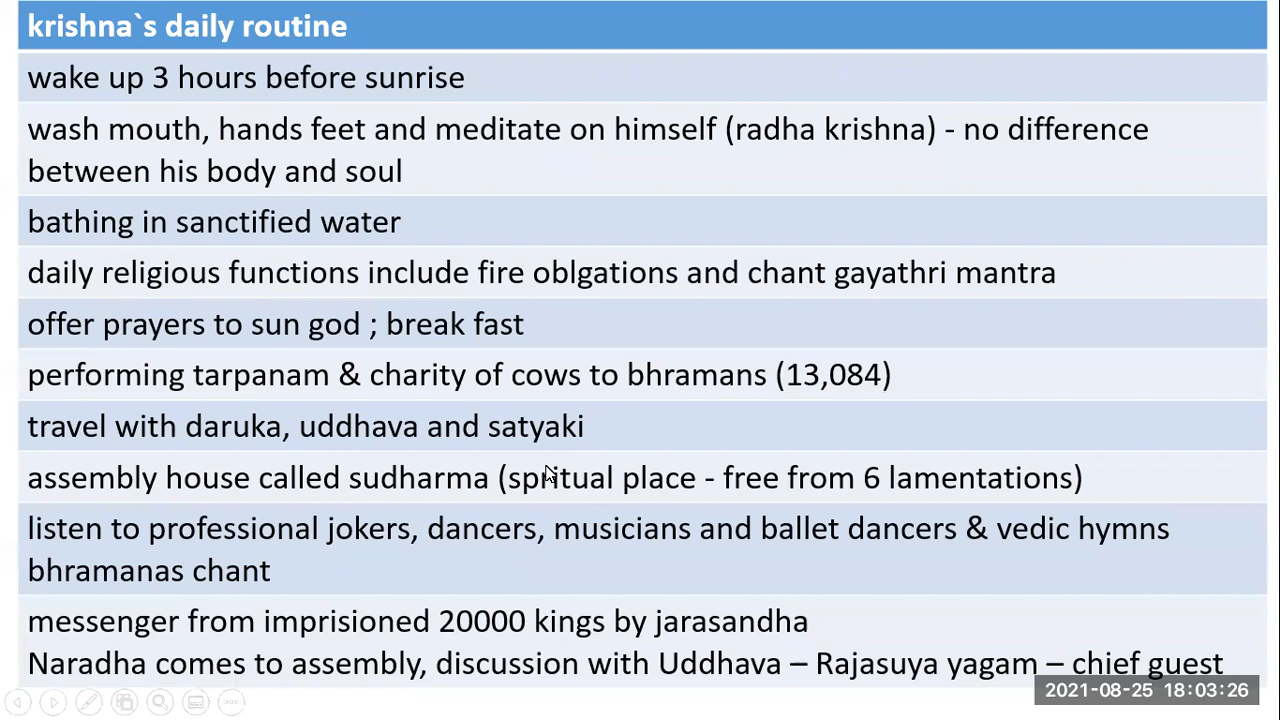 krishna`s daily routine
wake up 3 hours before sunrise
wash mouth, hands feet and meditate on himself (radha krishna) - no difference
between his body and soul
bathing in sanctified water
daily religious functions include fire oblgations and chant gayathri mantra
offer prayers to sun god ; break fast
performing tarpanam & charity of cows to bhramans (13,084)
travel with daruka, uddhava and satyaki
assembly house called sudharma (spritual place - free from 6 lamentations)
listen to professional jokers, dancers, musicians and ballet dancers & vedic hymns
bhramanas chant
messenger from imprisioned 20000 kings by jarasandha
Naradha comes to assembly, discussion with Uddhava – Rajasuya yagam – chief guest
2021-08-25 18:03:26